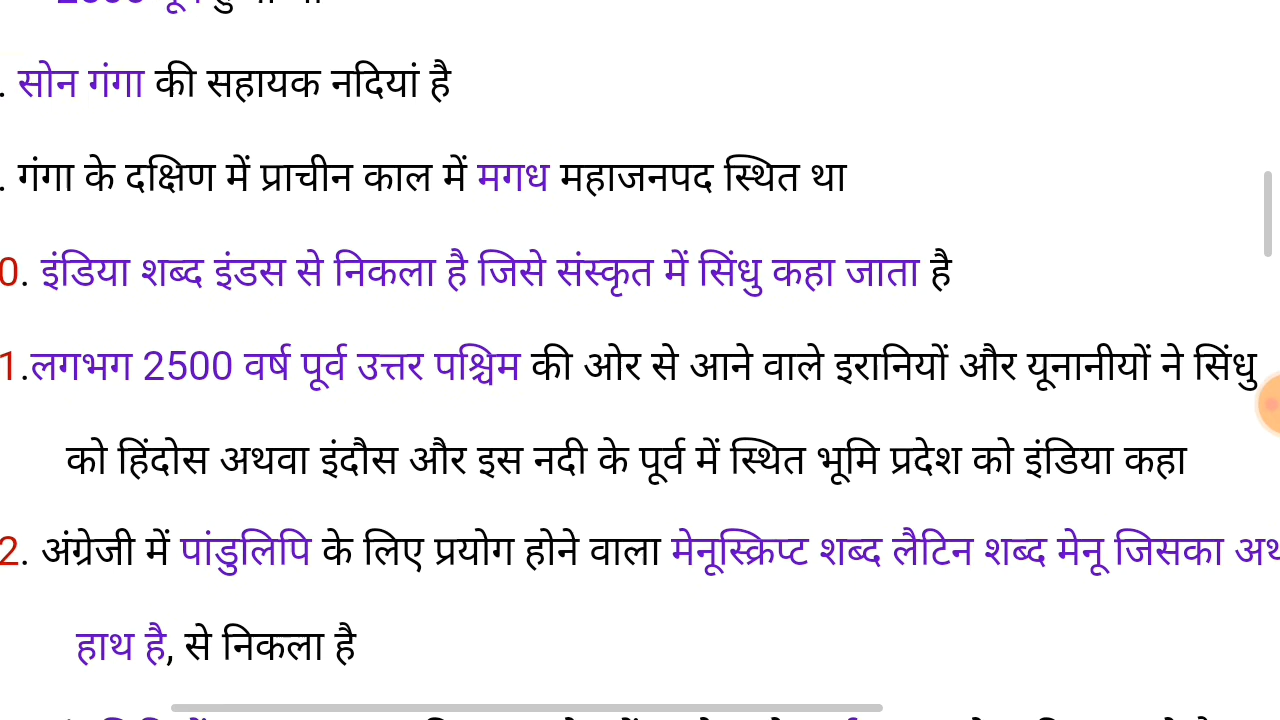 . सोन गंगा की सहायक नदियां है
. गंगा के दक्षिण में प्राचीन काल में मगध महाजनपद स्थित था
0. इंडिया शब्द इंडस से निकला है जिसे संस्कृत में सिंधु कहा जाता है
1.लगभग 2500 वर्ष पूर्व उत्तर पश्चिम की ओर से आने वाले इरानियों और यूनानीयों ने सिंधु
को हिंदोस अथवा इंदौस और इस नदी के पूर्व में स्थित भूमि प्रदेश को इंडिया कहा
2. अंग्रेजी में पांडुलिपि के लिए प्रयोग होने वाला मेनूस्क्रिप्ट शब्द लैटिन शब्द मेनू जिसका
हाथ है, से निकला है